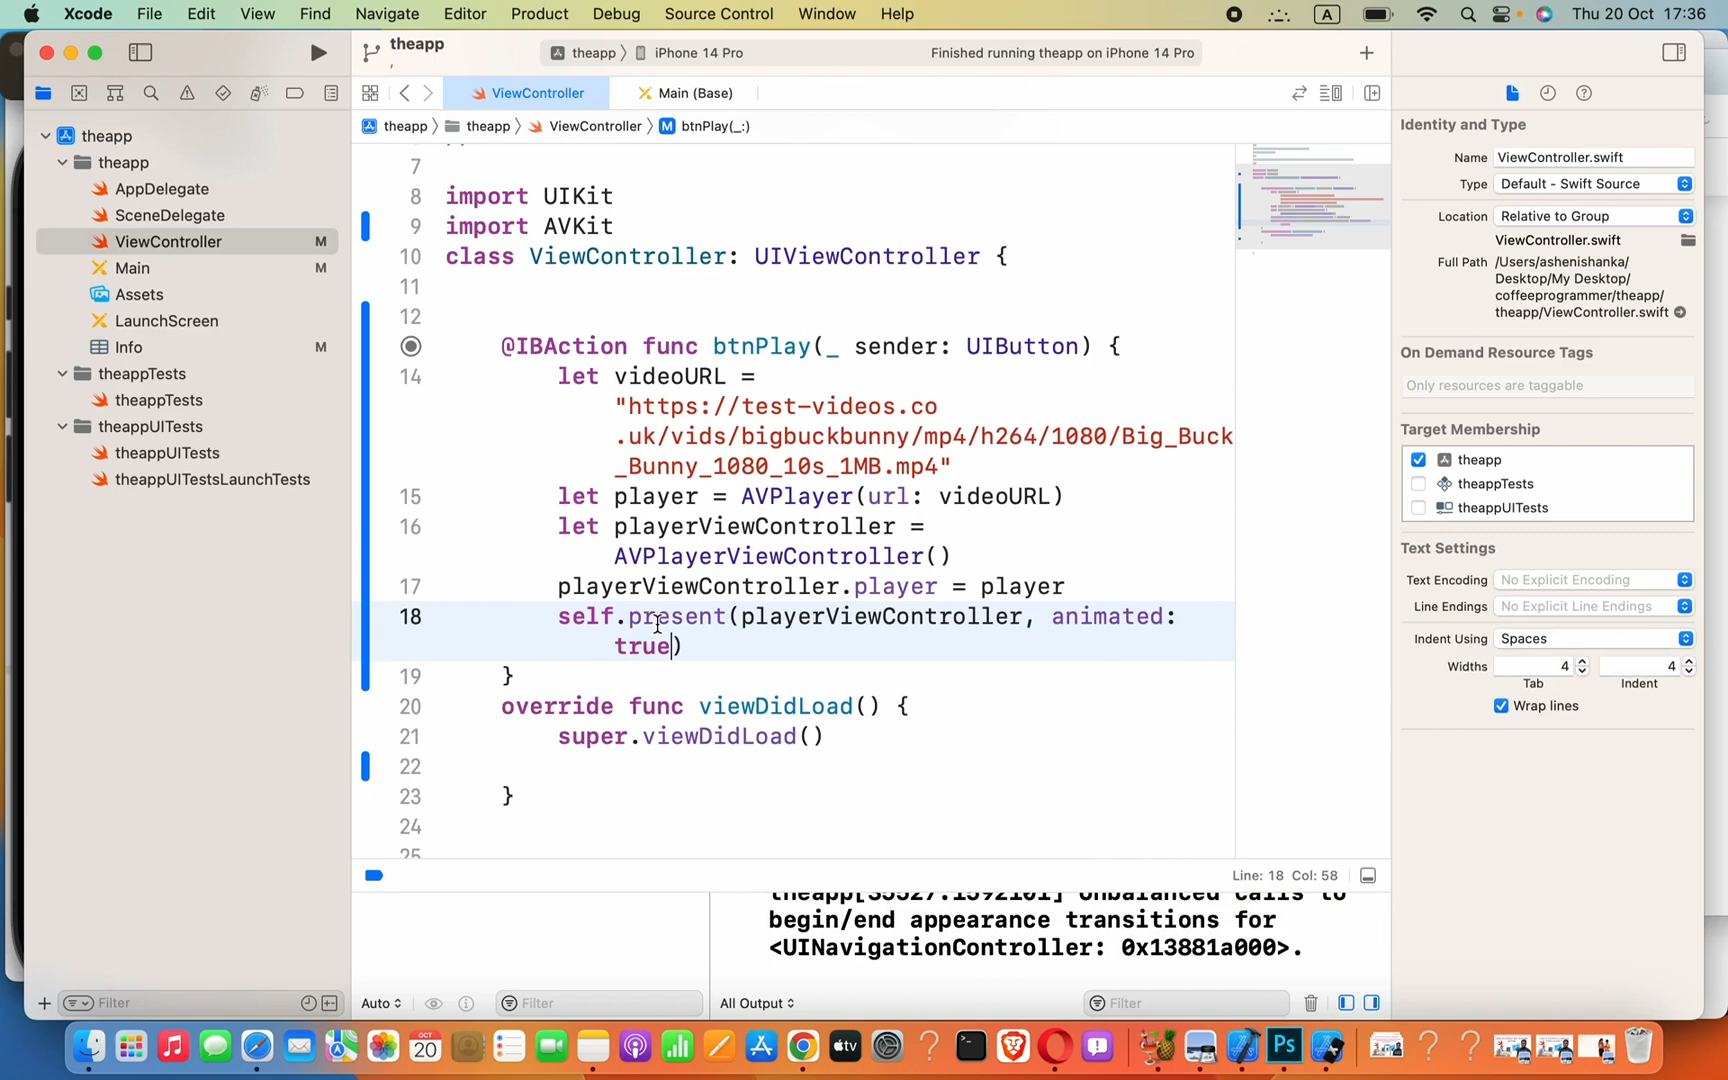 Xcode File Edit View Find Navigate Editor Product Debug Source Control Window Help A Thu 20 Oct 17:36
theapp
theapp iPhone 14 Pro Finished running theapp on iPhone 14 Pro
ViewController Main (Base)
theapp theapp ViewController M btnPlay(_:)
theapp
theapp
AppDelegate
SceneDelegate
ViewController M
Main M
Assets
LaunchScreen
Info M
theappTests
theappTests
theappUITests
theappUITests
theappUITestsLaunchTests
Filter
7
8 import UIKit
9 import AVKit
10 class ViewController: UIViewController {
11
12
@IBAction func btnPlay(_ sender: UIButton) {
14 let videoURL =
"https://test-videos.co
.uk/vids/bigbuckbunny/mp4/h264/1080/Big_Buck
_Bunny_1080_10s_1MB.mp4"
15 let player = AVPlayer(url: videoURL)
16 let playerViewController =
AVPlayerViewController()
17 playerViewController.player = player
18 self.present(playerViewController, animated:
true)
19 }
20 override func viewDidLoad() {
21 super.viewDidLoad()
22
23 }
24
25
Line: 18 Col: 58
begin/end appearance transitions for
<UINavigationController: 0x13881a000>.
Auto Filter All Output Filter
Identity and Type
Name ViewController.swift
Type Default - Swift Source
Location Relative to Group
ViewController.swift
Full Path /Users/ashenishanka/
Desktop/My Desktop/
coffeeprogrammer/theapp/
theapp/ViewController.swift
On Demand Resource Tags
Only resources are taggable
Target Membership
theapp
theappTests
theappUITests
Text Settings
Text Encoding No Explicit Encoding
Line Endings No Explicit Line Endings
Indent Using Spaces
Widths 4 4
Tab Indent
Wrap lines
OCT
20
tv
Ps